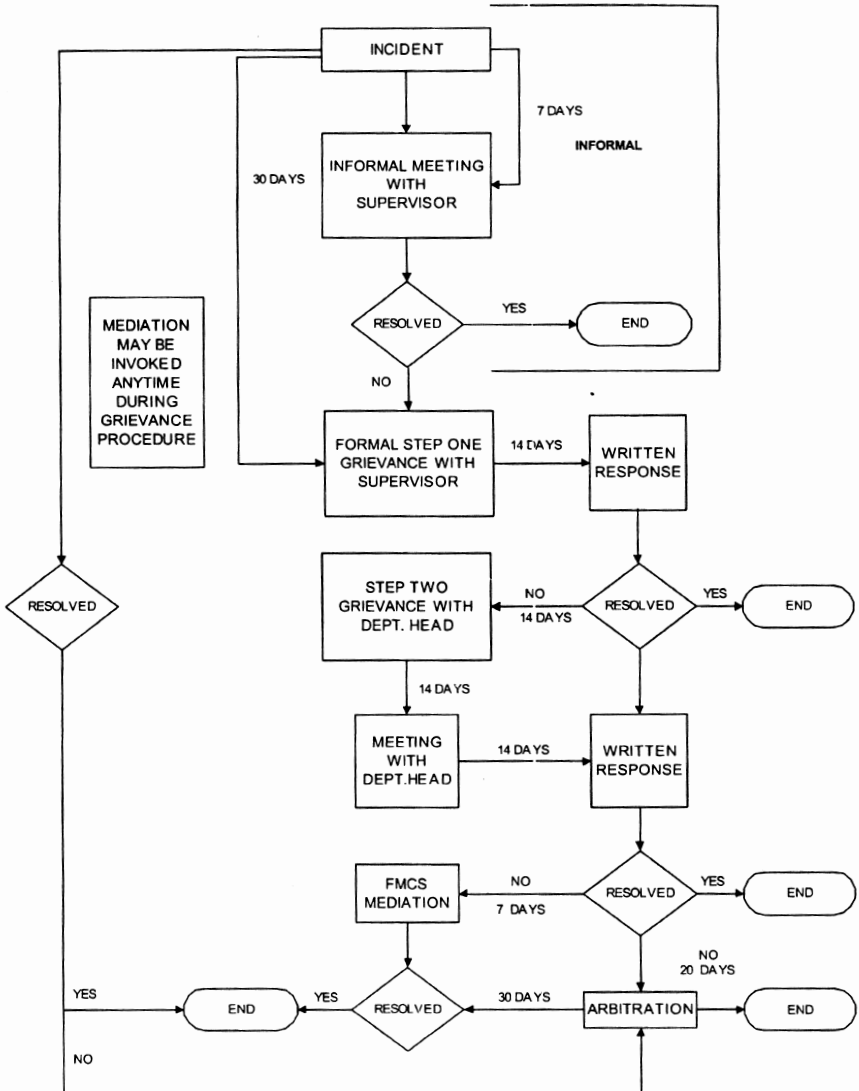 INCIDENT
7 DAYS
INFORMAL
INFORMAL MEETING
WITH
SUPERVISOR
30 DAYS
MEDIATION
MAY BE
INVOKED
ANYTIME
DURING
GRIEVANCE
PROCEDURE
RESOLVED
YES
END
NO
FORMAL STEP ONE
GRIEVANCE WITH
SUPERVISOR
14 DAYS
WRITTEN
RESPONSE
RESOLVED
STEP TWO
GRIEVANCE WITH
DEPT. HEAD
NO
14 DAYS
RESOLVED
YES
END
14 DAYS
MEETING
WITH
DEPT.HEAD
14 DAYS
WRITTEN
RESPONSE
FMCS
MEDIATION
NO
7 DAYS
RESOLVED
YES
END
NO
20 DAYS
YES
END
YES
RESOLVED
30 DAYS
ARBITRATION
END
NO